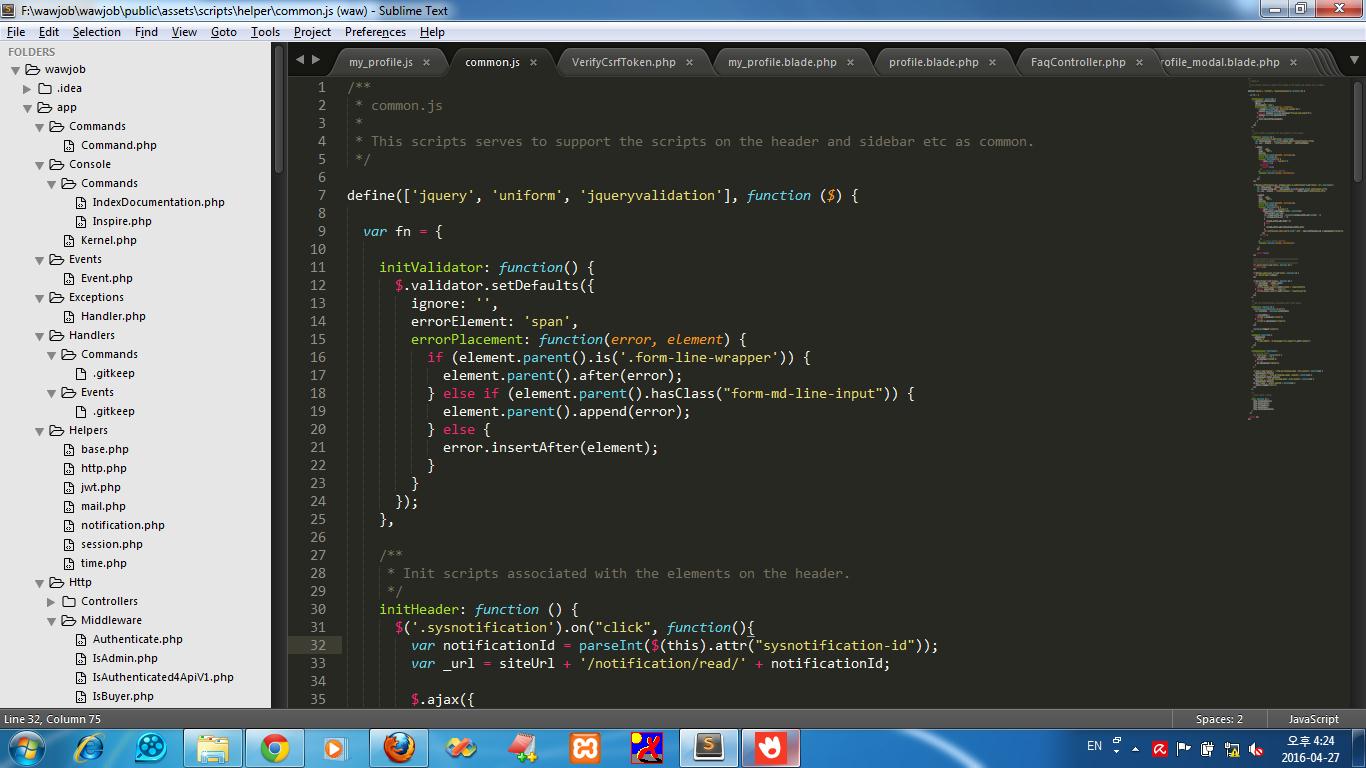 F:\wawjob\wawjob\public\assets\scripts\helper\common.js (waw) - Sublime Text
File Edit Selection Find View Goto Tools Project Preferences Help
FOLDERS
wawjob
.idea
app
Commands
Command.php
Console
Commands
IndexDocumentation.php
Inspire.php
Kernel.php
Events
Event.php
Exceptions
Handler.php
Handlers
Commands
.gitkeep
Events
.gitkeep
Helpers
base.php
http.php
jwt.php
mail.php
notification.php
session.php
time.php
Http
Controllers
Middleware
Authenticate.php
IsAdmin.php
IsAuthenticated4ApiV1.php
IsBuyer.php
my_profile.js × common.js × VerifyCsrfToken.php × my_profile.blade.php × profile.blade.php × FaqController.php × rofile_modal.blade.php ×
1 /**
2 * common.js
3 *
4 * This scripts serves to support the scripts on the header and sidebar etc as common.
5 */
6
7 define(['jquery', 'uniform', 'jqueryvalidation'], function ($) {
8
9 var fn = {
10
11 initValidator: function() {
12 $.validator.setDefaults({
13 ignore: '',
14 errorElement: 'span',
15 errorPlacement: function(error, element) {
16 if (element.parent().is('.form-line-wrapper')) {
17 element.parent().after(error);
18 } else if (element.parent().hasClass("form-md-line-input")) {
19 element.parent().append(error);
20 } else {
21 error.insertAfter(element);
22 }
23 }
24 });
25 },
26
27 /**
28 * Init scripts associated with the elements on the header.
29 */
30 initHeader: function () {
31 $('.sysnotification').on("click", function(){
32 var notificationId = parseInt($(this).attr("sysnotification-id"));
33 var _url = siteUrl + '/notification/read/' + notificationId;
34
35 $.ajax({
Line 32, Column 75 Spaces: 2 JavaScript
EN 오후 4:24
2016-04-27